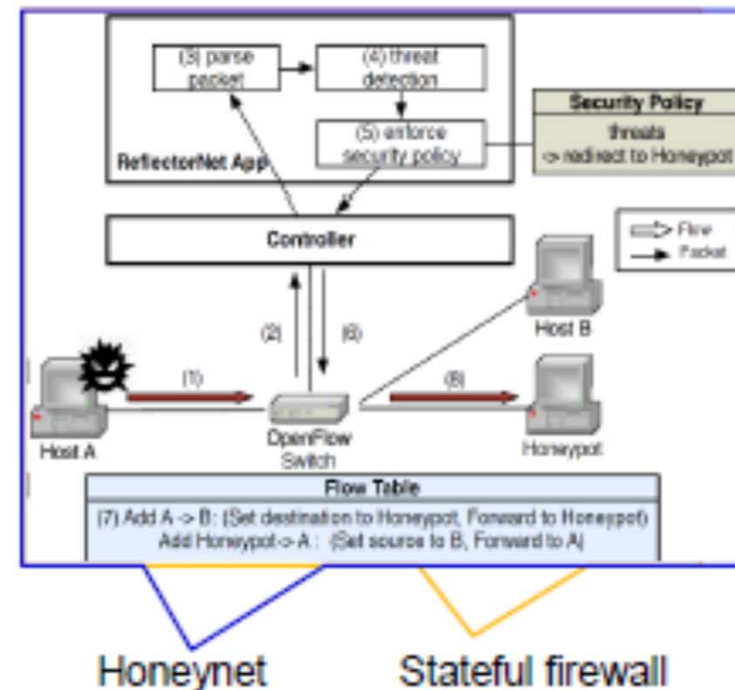 (3) parse
packet
(4) threat
detection
(5) enforce
security policy
ReflectorNet App
Security Policy
threats
-> redirect to Honeypot
Controller
Flow
Packet
(2)
(6)
Host B
(1)
(8)
Host A
OpenFlow
Switch
Honeypot
Flow Table
(7) Add A -> B: (Set destination to Honeypot, Forward to Honeypot)
Add Honeypot-> A : (Set source to B, Forward to A)
Honeynet
Stateful firewall